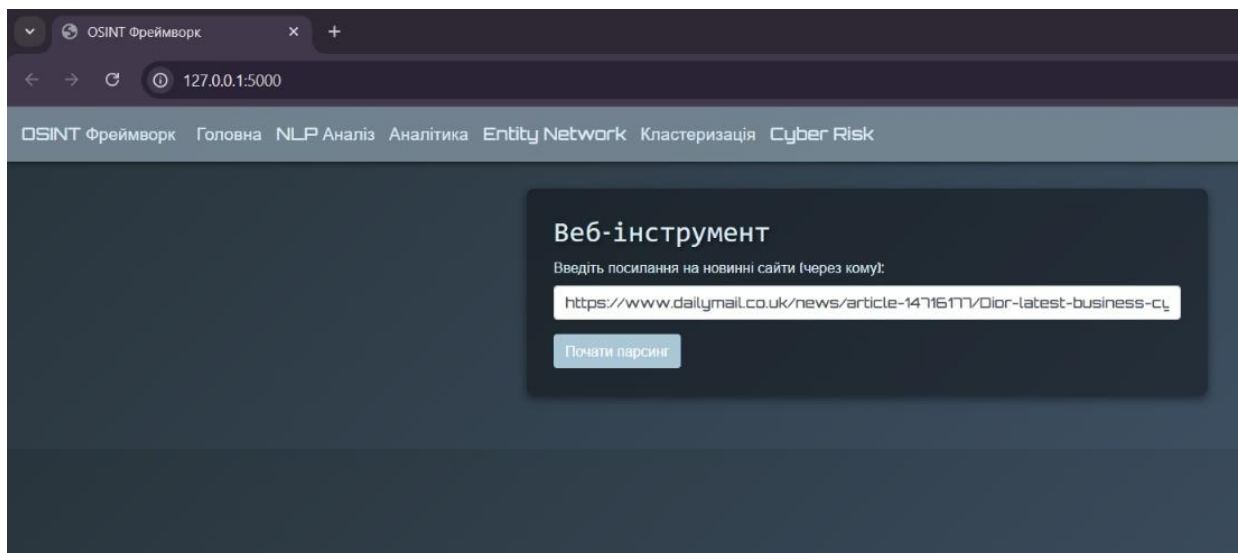 OSINT Фреймворк
127.0.0.1:5000
OSINT Фреймворк Головна NLP Аналіз Аналітика Entity Network Кластеризація Cyber Risk
Веб-інструмент
Введіть посилання на новинні сайти (через кому):
https://www.dailymail.co.uk/news/article-14716177/Dior-latest-business-cy
Почати парсинг